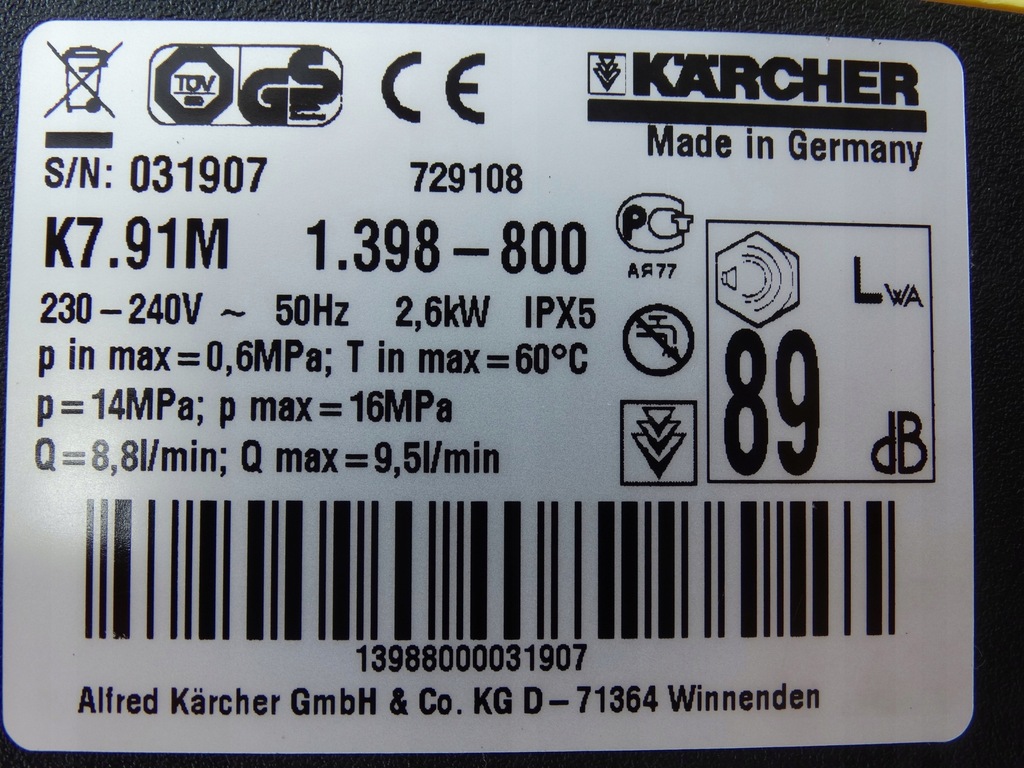 TÜV GS CE KÄRCHER
Made in Germany
S/N: 031907 729108
K7.91M 1.398–800
РСТ
АЯ77
230–240V ~ 50Hz 2,6kW IPX5
p in max=0,6MPa; T in max=60°C
p=14MPa; p max=16MPa
Q=8,8l/min; Q max=9,5l/min
LWA
89
dB
13988000031907
Alfred Kärcher GmbH & Co. KG D–71364 Winnenden